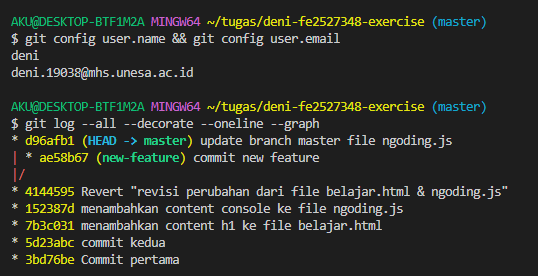 AKU@DESKTOP-BTF1M2A MINGW64 ~/tugas/deni-fe2527348-exercise (master)
$ git config user.name && git config user.email
deni
deni.19038@mhs.unesa.ac.id

AKU@DESKTOP-BTF1M2A MINGW64 ~/tugas/deni-fe2527348-exercise (master)
$ git log --all --decorate --oneline --graph
* d96afb1 (HEAD -> master) update branch master file ngoding.js
| * ae58b67 (new-feature) commit new feature
|/
* 4144595 Revert "revisi perubahan dari file belajar.html & ngoding.js"
* 152387d menambahkan content console ke file ngoding.js
* 7b3c031 menambahkan content h1 ke file belajar.html
* 5d23abc commit kedua
* 3bd76be Commit pertama